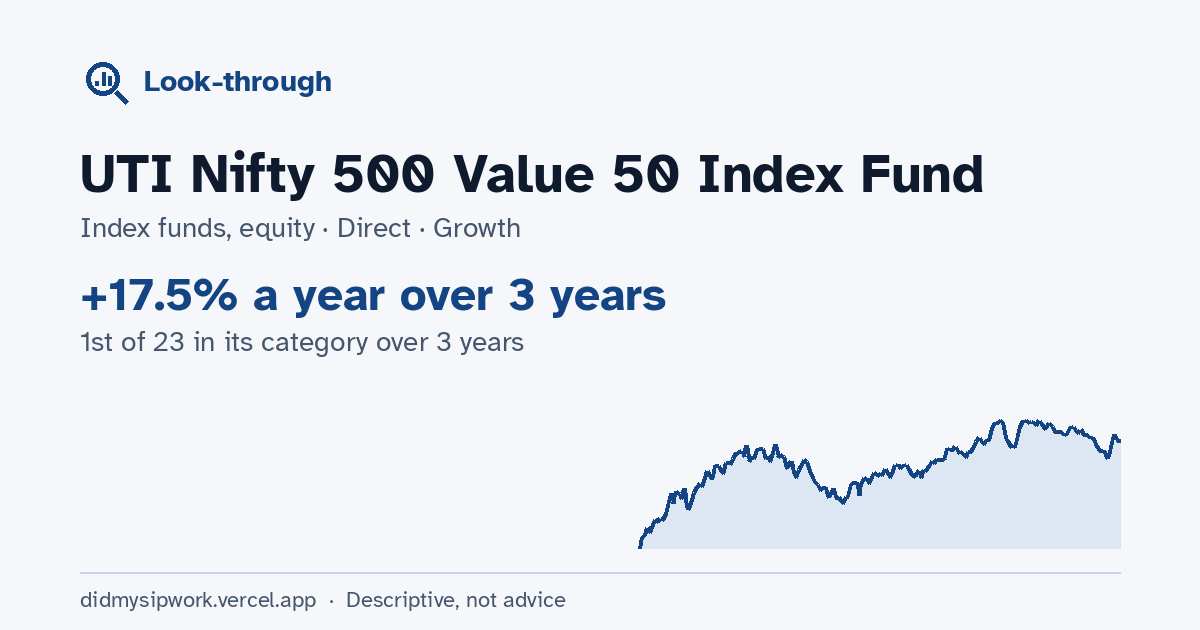 Look-through
UTI Nifty 500 Value 50 Index Fund
Index funds, equity · Direct · Growth
+17.5% a year over 3 years
1st of 23 in its category over 3 years
didmysipwork.vercel.app · Descriptive, not advice